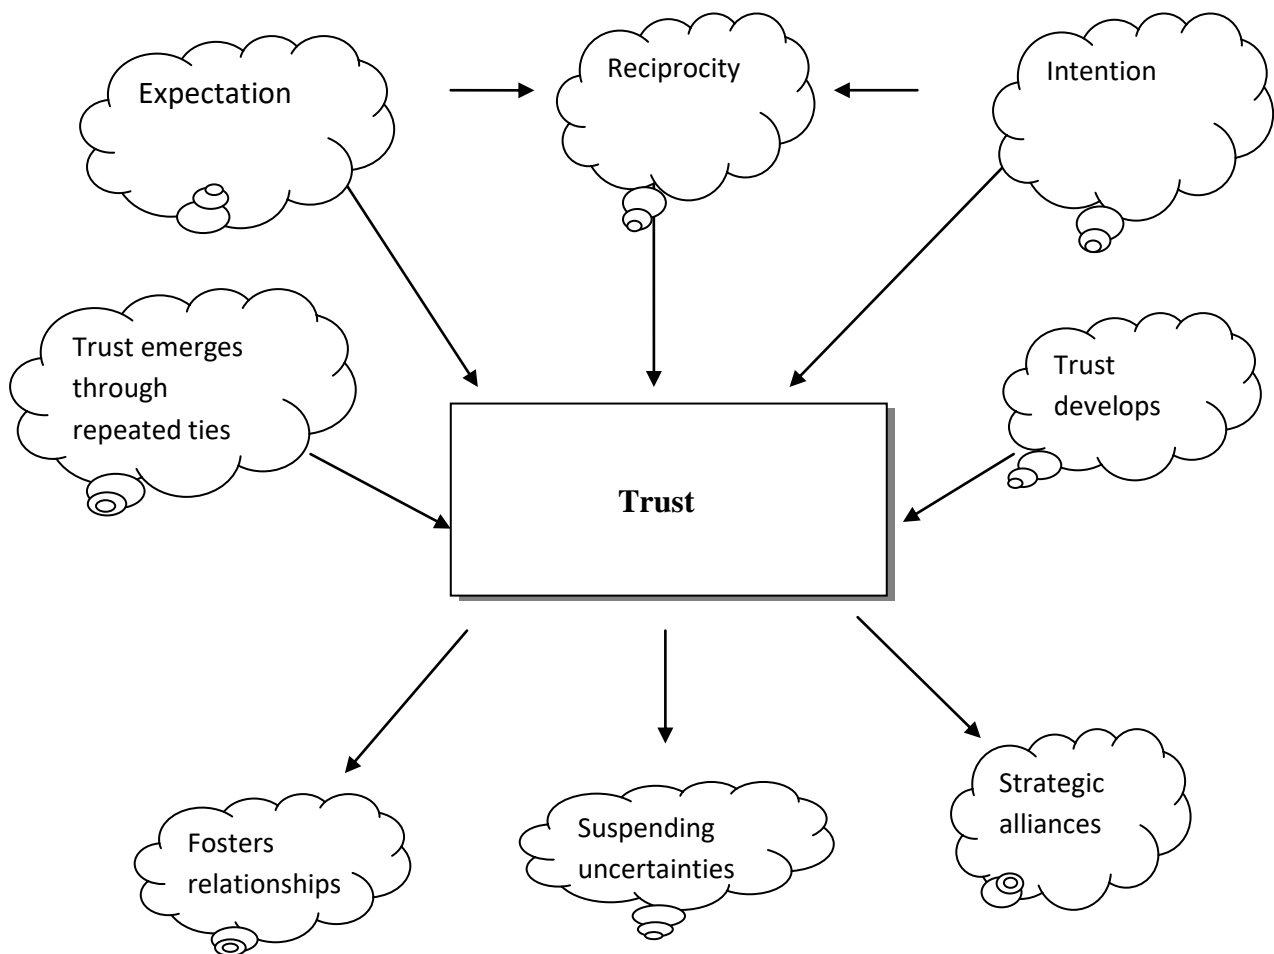 Expectation
Reciprocity
Intention
Trust emerges
through
repeated ties
Trust
develops
Trust
Fosters
relationships
Suspending
uncertainties
Strategic
alliances